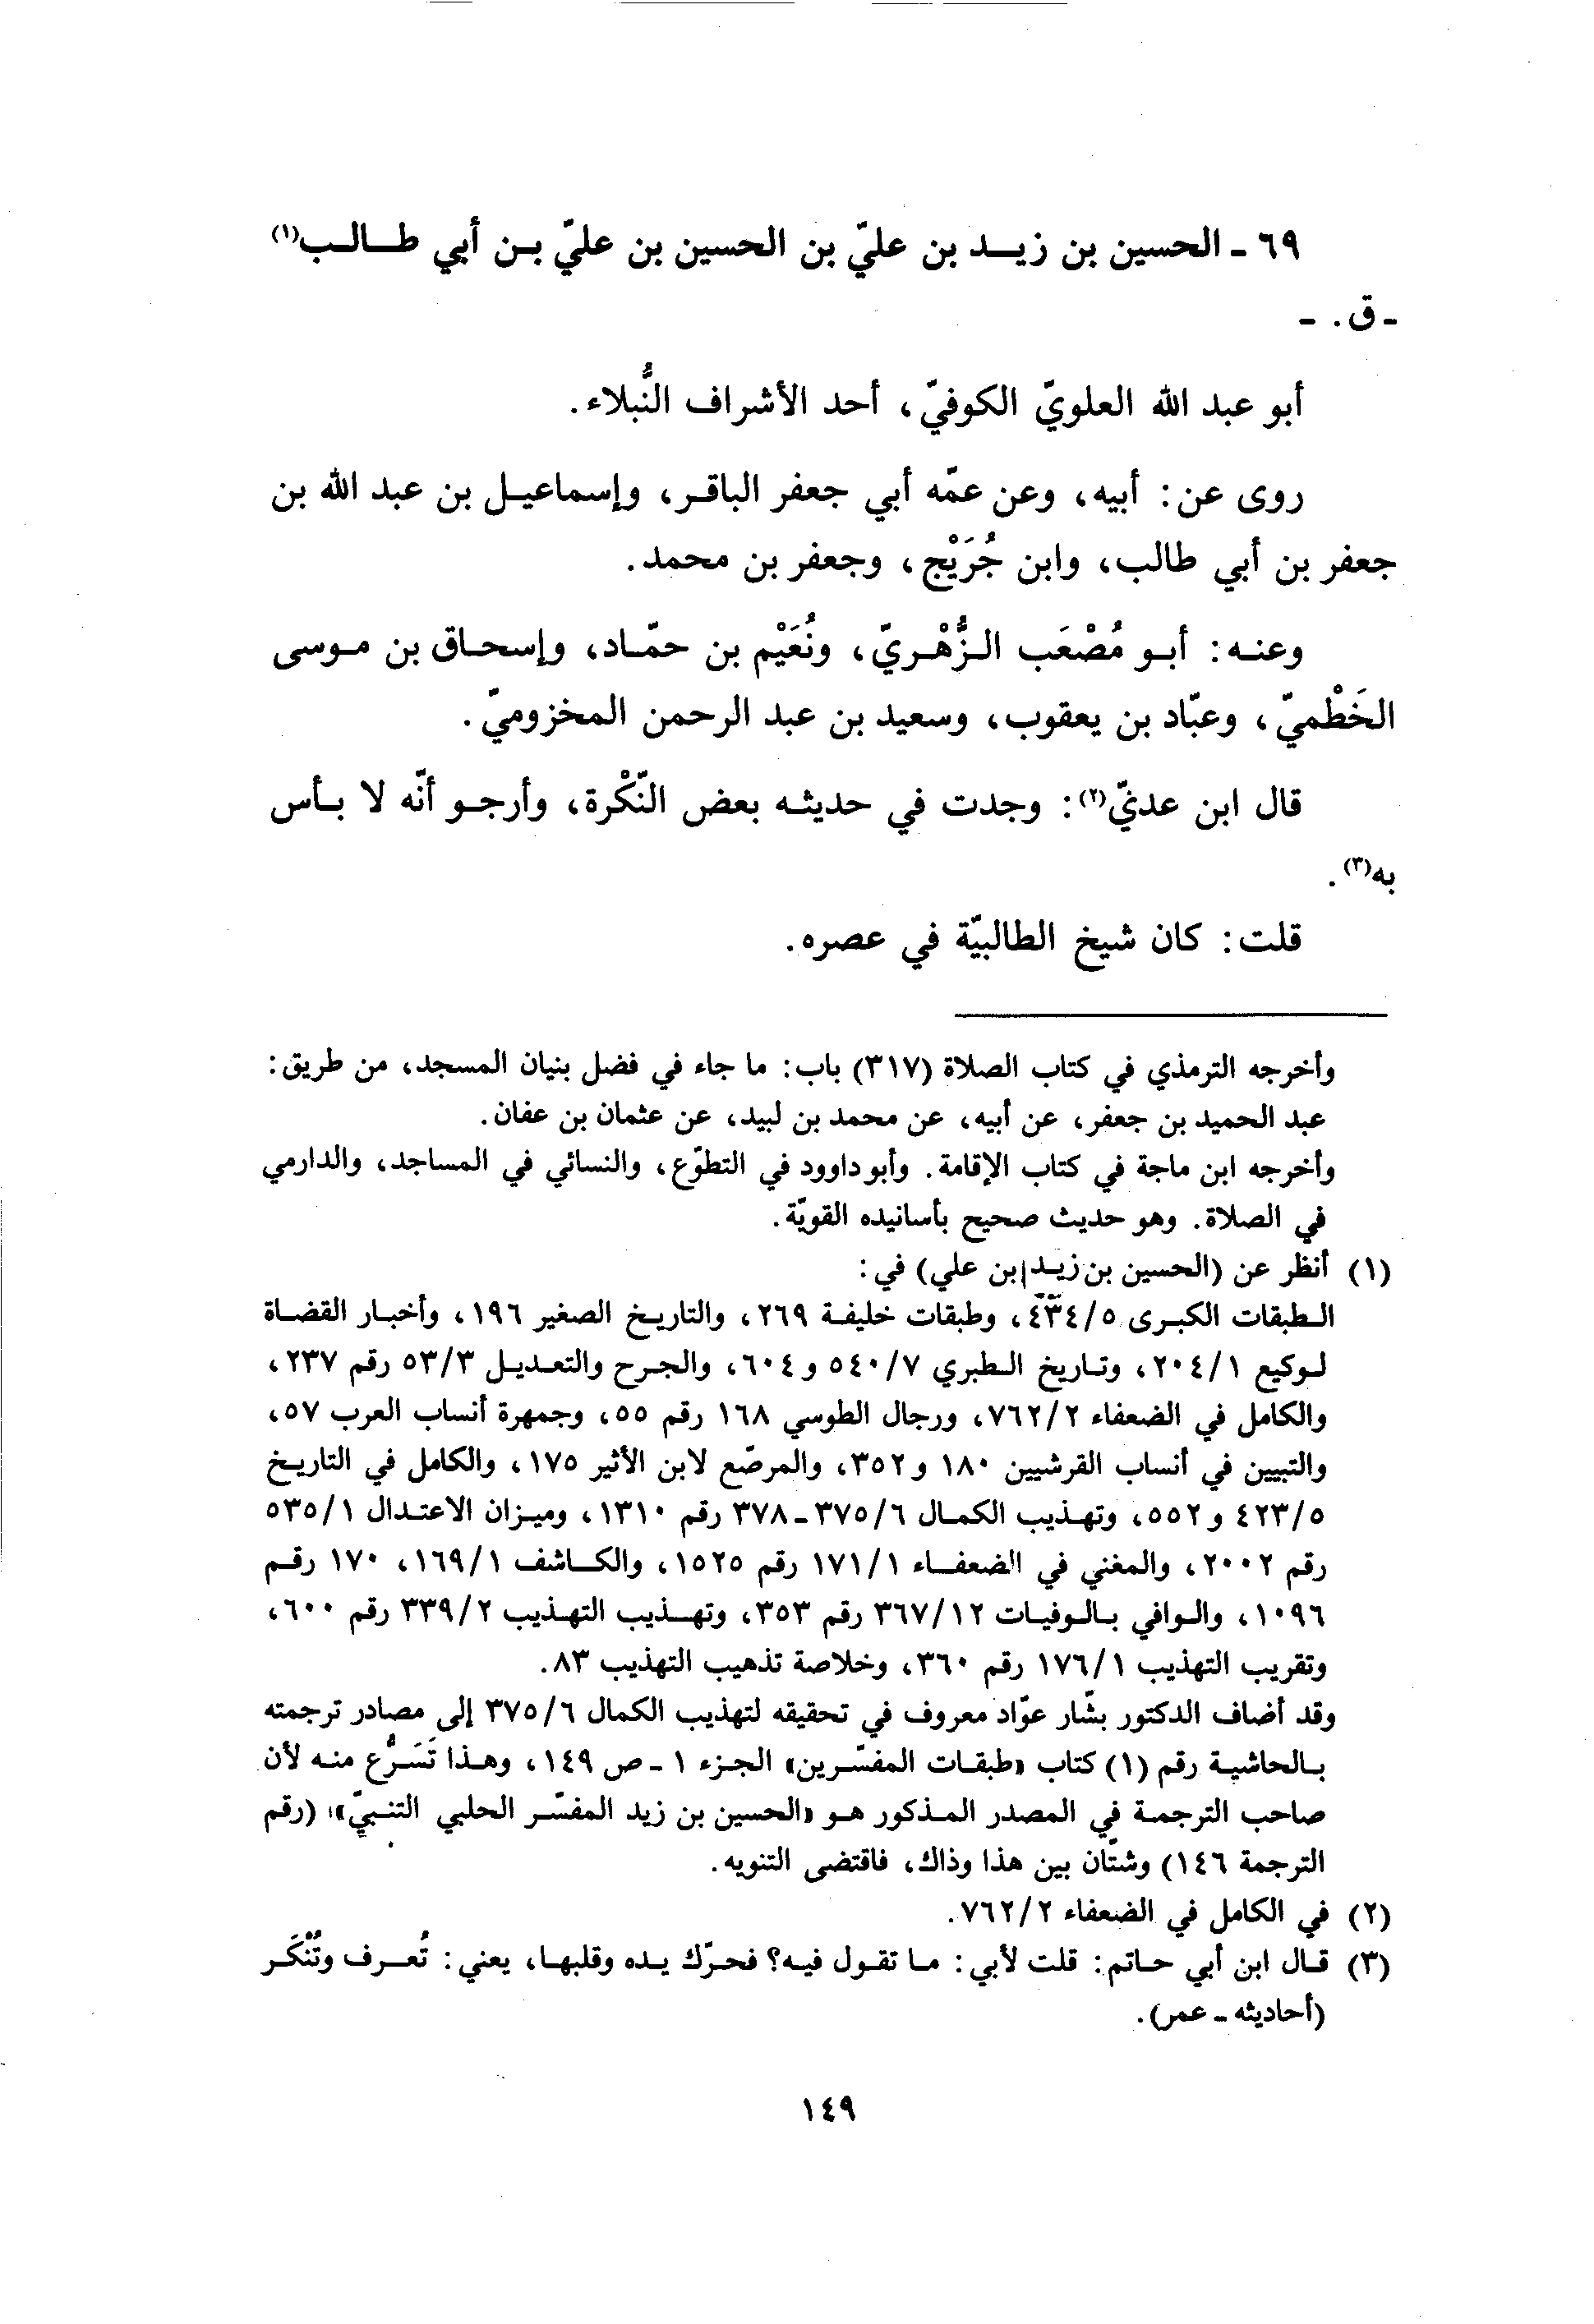 ٦٩ - الحسين بن زيد بن عليّ بن الحسين بن عليّ بن أبي طالب(١)
- ق . -
أبو عبد الله العلويّ الكوفيّ، أحد الأشراف النُّبلاء.
روى عن: أبيه، وعن عمّه أبي جعفر الباقر، وإسماعيل بن عبد الله بن
جعفر بن أبي طالب، وابن جُرَيْج، وجعفر بن محمد.
وعنه: أبو مُصْعَب الزُّهْريّ، ونُعَيْم بن حمّاد، وإسحاق بن موسى
الخَطْميّ، وعبّاد بن يعقوب، وسعيد بن عبد الرحمن المخزوميّ.
قال ابن عديّ(٢): وجدت في حديثه بعض النّكْرة، وأرجو أنّه لا بأس
به(٣).
قلت: كان شيخ الطالبيّة في عصره.
وأخرجه الترمذي في كتاب الصلاة (٣١٧) باب: ما جاء في فضل بنيان المسجد، من طريق:
عبد الحميد بن جعفر، عن أبيه، عن محمد بن لبيد، عن عثمان بن عفان.
وأخرجه ابن ماجة في كتاب الإقامة. وأبو داوود في التطوّع، والنسائي في المساجد، والدارمي
في الصلاة. وهو حديث صحيح بأسانيده القويّة.
(١) أنظر عن (الحسين بن زيد بن علي) في:
الطبقات الكبرى ٥/٤٣٤، وطبقات خليفة ٢٦٩، والتاريخ الصغير ١٩٦، وأخبار القضاة
لوكيع ١/٢٠٤، وتاريخ الطبري ٧/٥٤٠ و٦٠٤، والجرح والتعديل ٣/٥٣ رقم ٢٣٧،
والكامل في الضعفاء ٢/٧٦٢، ورجال الطوسي ١٦٨ رقم ٥٥، وجمهرة أنساب العرب ٥٧،
والتبيين في أنساب القرشيين ١٨٠ و٣٥٢، والمرصّع لابن الأثير ١٧٥، والكامل في التاريخ
٥/٤٢٣ و٥٥٢، وتهذيب الكمال ٦/٣٧٥ - ٣٧٨ رقم ١٣١٠، وميزان الاعتدال ١/٥٣٥
رقم ٢٠٠٢، والمغني في الضعفاء ١/١٧١ رقم ١٥٢٥، والكاشف ١/١٦٩، ١٧٠ رقم
١٠٩٦، والوافي بالوفيات ١٢/٣٦٧ رقم ٣٥٣، وتهذيب التهذيب ٢/٣٣٩ رقم ٦٠٠،
وتقريب التهذيب ١/١٧٦ رقم ٣٦٠، وخلاصة تذهيب التهذيب ٨٣.
وقد أضاف الدكتور بشّار عوّاد معروف في تحقيقه لتهذيب الكمال ٦/٣٧٥ إلى مصادر ترجمته
بالحاشية رقم (١) كتاب «طبقات المفسّرين» الجزء ١ - ص ١٤٩، وهذا تَسَرُّع منه لأن
صاحب الترجمة في المصدر المذكور هو «الحسين بن زيد المفسّر الحلبي التنبيّ» (رقم
الترجمة ١٤٦) وشتّان بين هذا وذاك، فاقتضى التنويه.
(٢) في الكامل في الضعفاء ٢/٧٦٢.
(٣) قال ابن أبي حاتم: قلت لأبي: ما تقول فيه؟ فحرّك يده وقلبها، يعني: تُعرف وتُنْكَر
(أحاديثه - عمر).
١٤٩